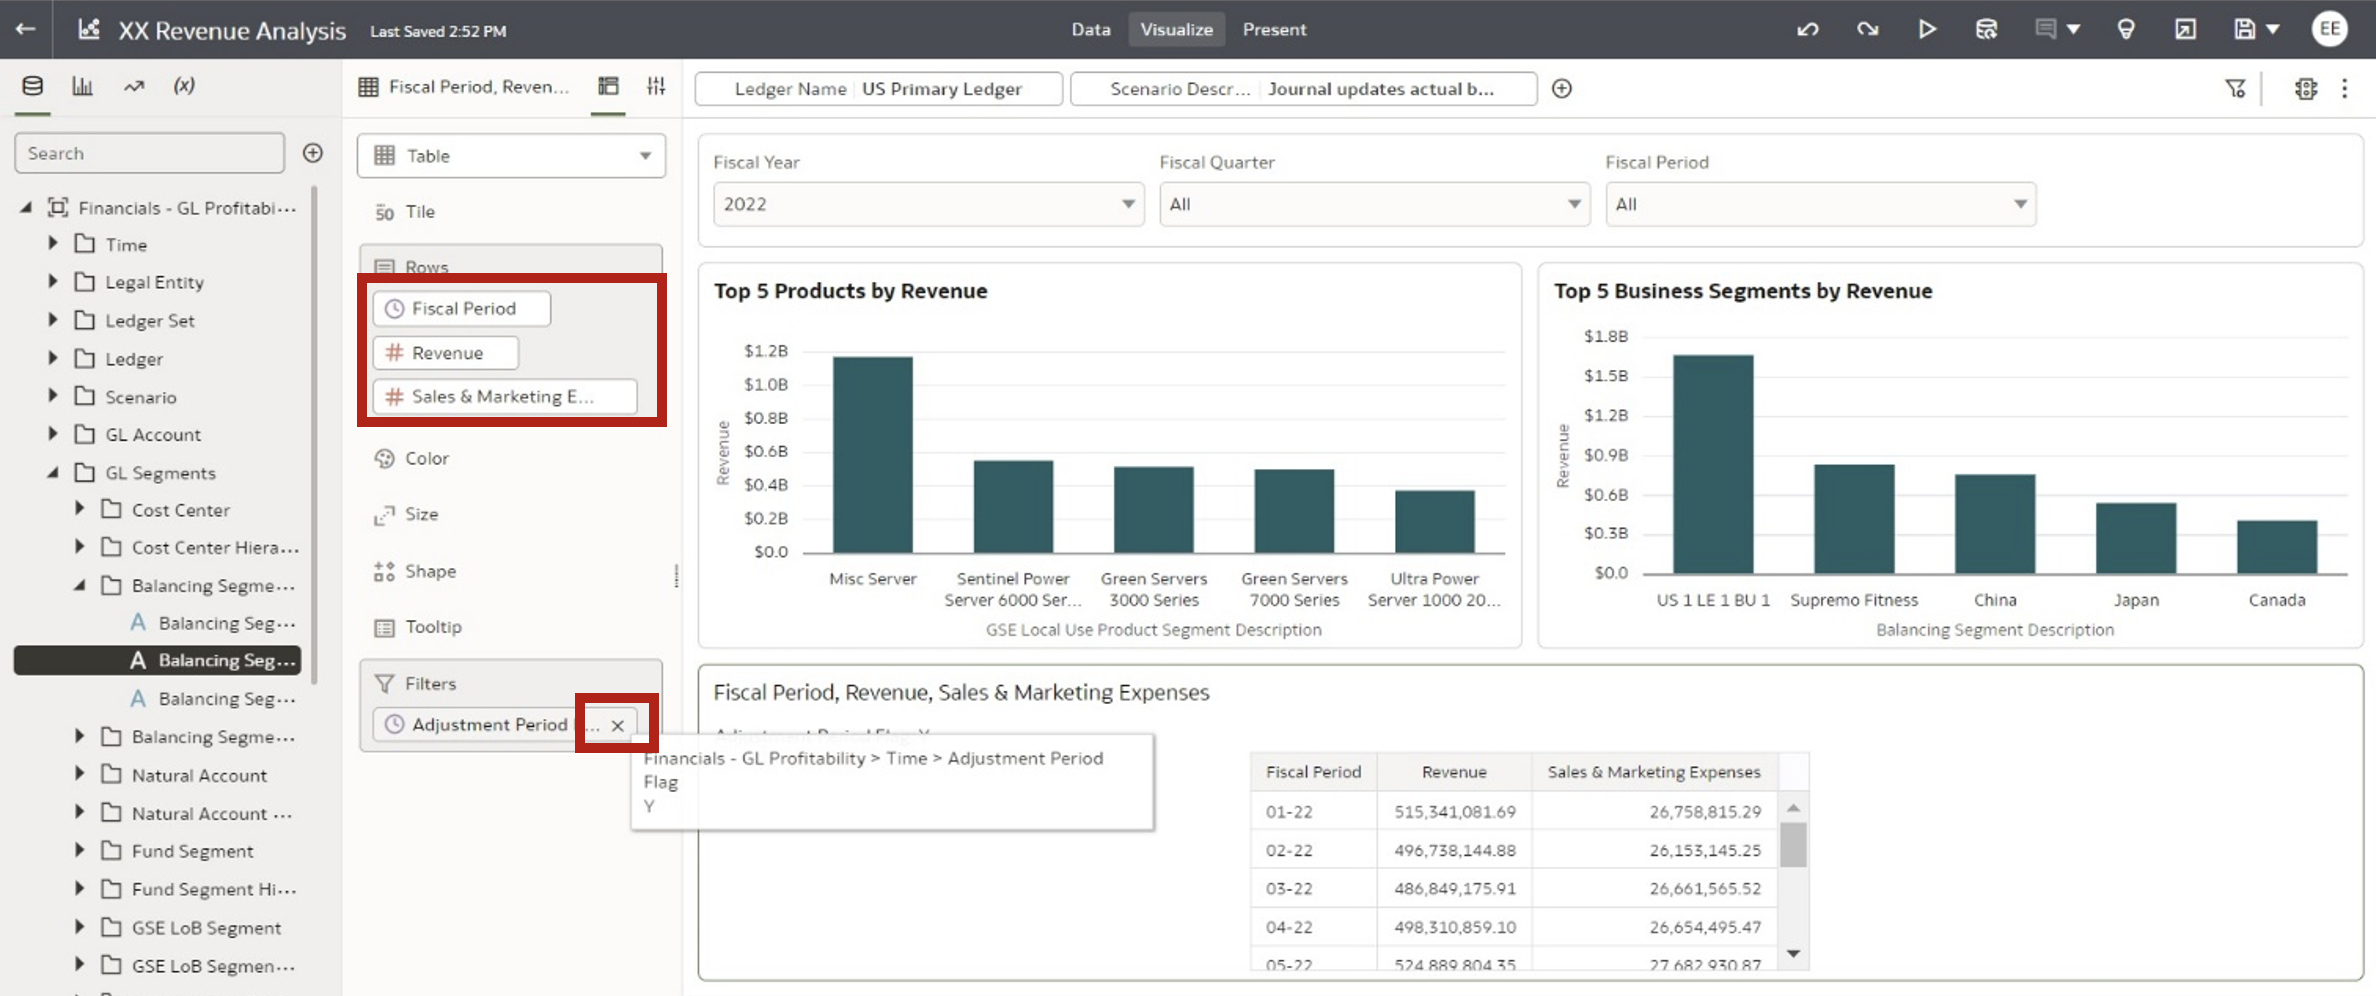 XX Revenue Analysis Last Saved 2:52 PM Data Visualize Present EE
(x) Fiscal Period, Reven... Ledger Name US Primary Ledger Scenario Descr... Journal updates actual b...
Search
Financials - GL Profitabi...
Time
Legal Entity
Ledger Set
Ledger
Scenario
GL Account
GL Segments
Cost Center
Cost Center Hiera...
Balancing Segme...
A Balancing Seg...
A Balancing Seg...
A Balancing Seg...
Balancing Segme...
Natural Account
Natural Account ...
Fund Segment
Fund Segment Hi...
GSE LoB Segment
GSE LoB Segmen...
Table
50 Tile
Rows
Fiscal Period
# Revenue
# Sales & Marketing E...
Color
Size
Shape
Tooltip
Filters
Adjustment Period ...
Financials - GL Profitability > Time > Adjustment Period
Flag
Y
Fiscal Year Fiscal Quarter Fiscal Period
2022 All All
Top 5 Products by Revenue
$1.2B
$1.0B
$0.8B
$0.6B
$0.4B
$0.2B
$0.0
Revenue
Misc Server
Sentinel Power
Server 6000 Ser...
Green Servers
3000 Series
Green Servers
7000 Series
Ultra Power
Server 1000 20...
GSE Local Use Product Segment Description
Top 5 Business Segments by Revenue
$1.8B
$1.5B
$1.2B
$0.9B
$0.6B
$0.3B
$0.0
Revenue
US 1 LE 1 BU 1 Supremo Fitness China Japan Canada
Balancing Segment Description
Fiscal Period, Revenue, Sales & Marketing Expenses
Adjustment Period Flag Y
Fiscal Period Revenue Sales & Marketing Expenses
01-22 515,341,081.69 26,758,815.29
02-22 496,738,144.88 26,153,145.25
03-22 486,849,175.91 26,661,565.52
04-22 498,310,859.10 26,654,495.47
05-22 524,889,804.35 27,682,930.87